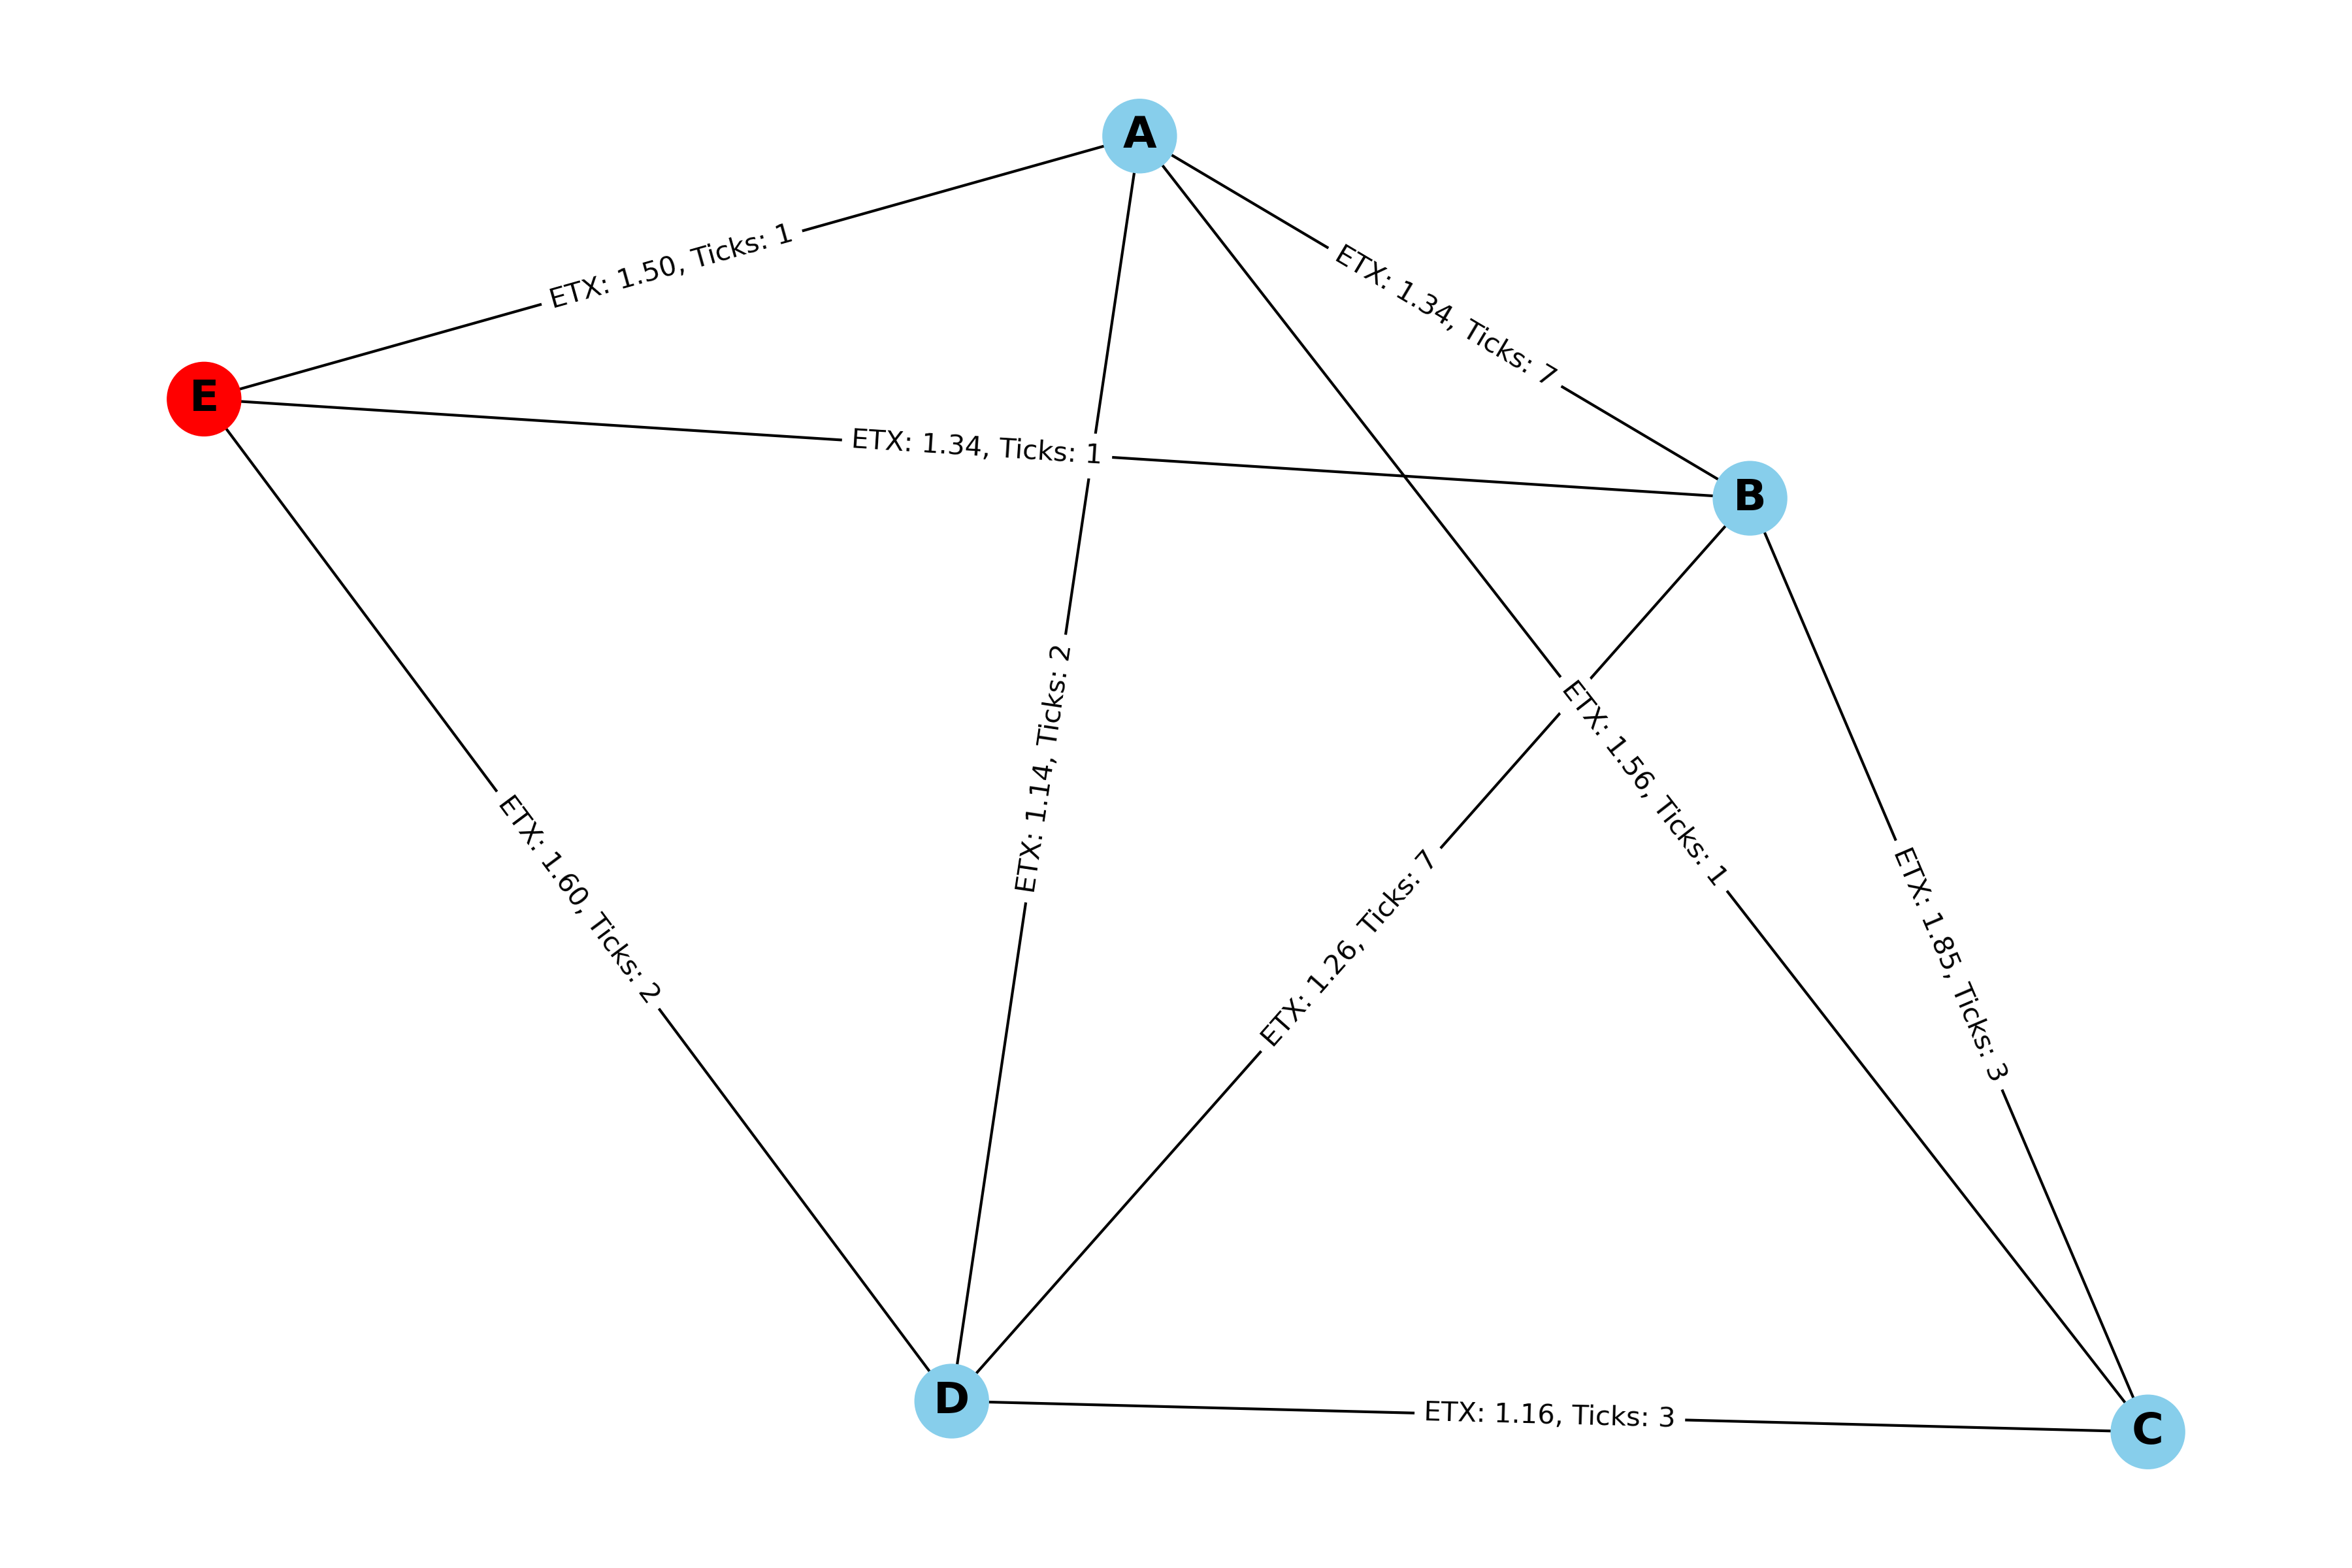 A
ETX: 1.50, Ticks: 1
ETX: 1.34, Ticks: 7
E
ETX: 1.34, Ticks: 1
B
ETX: 1.14, Ticks: 2
ETX: 1.56, Ticks: 1
ETX: 1.60, Ticks: 2
ETX: 1.26, Ticks: 7
ETX: 1.85, Ticks: 3
D
ETX: 1.16, Ticks: 3
C